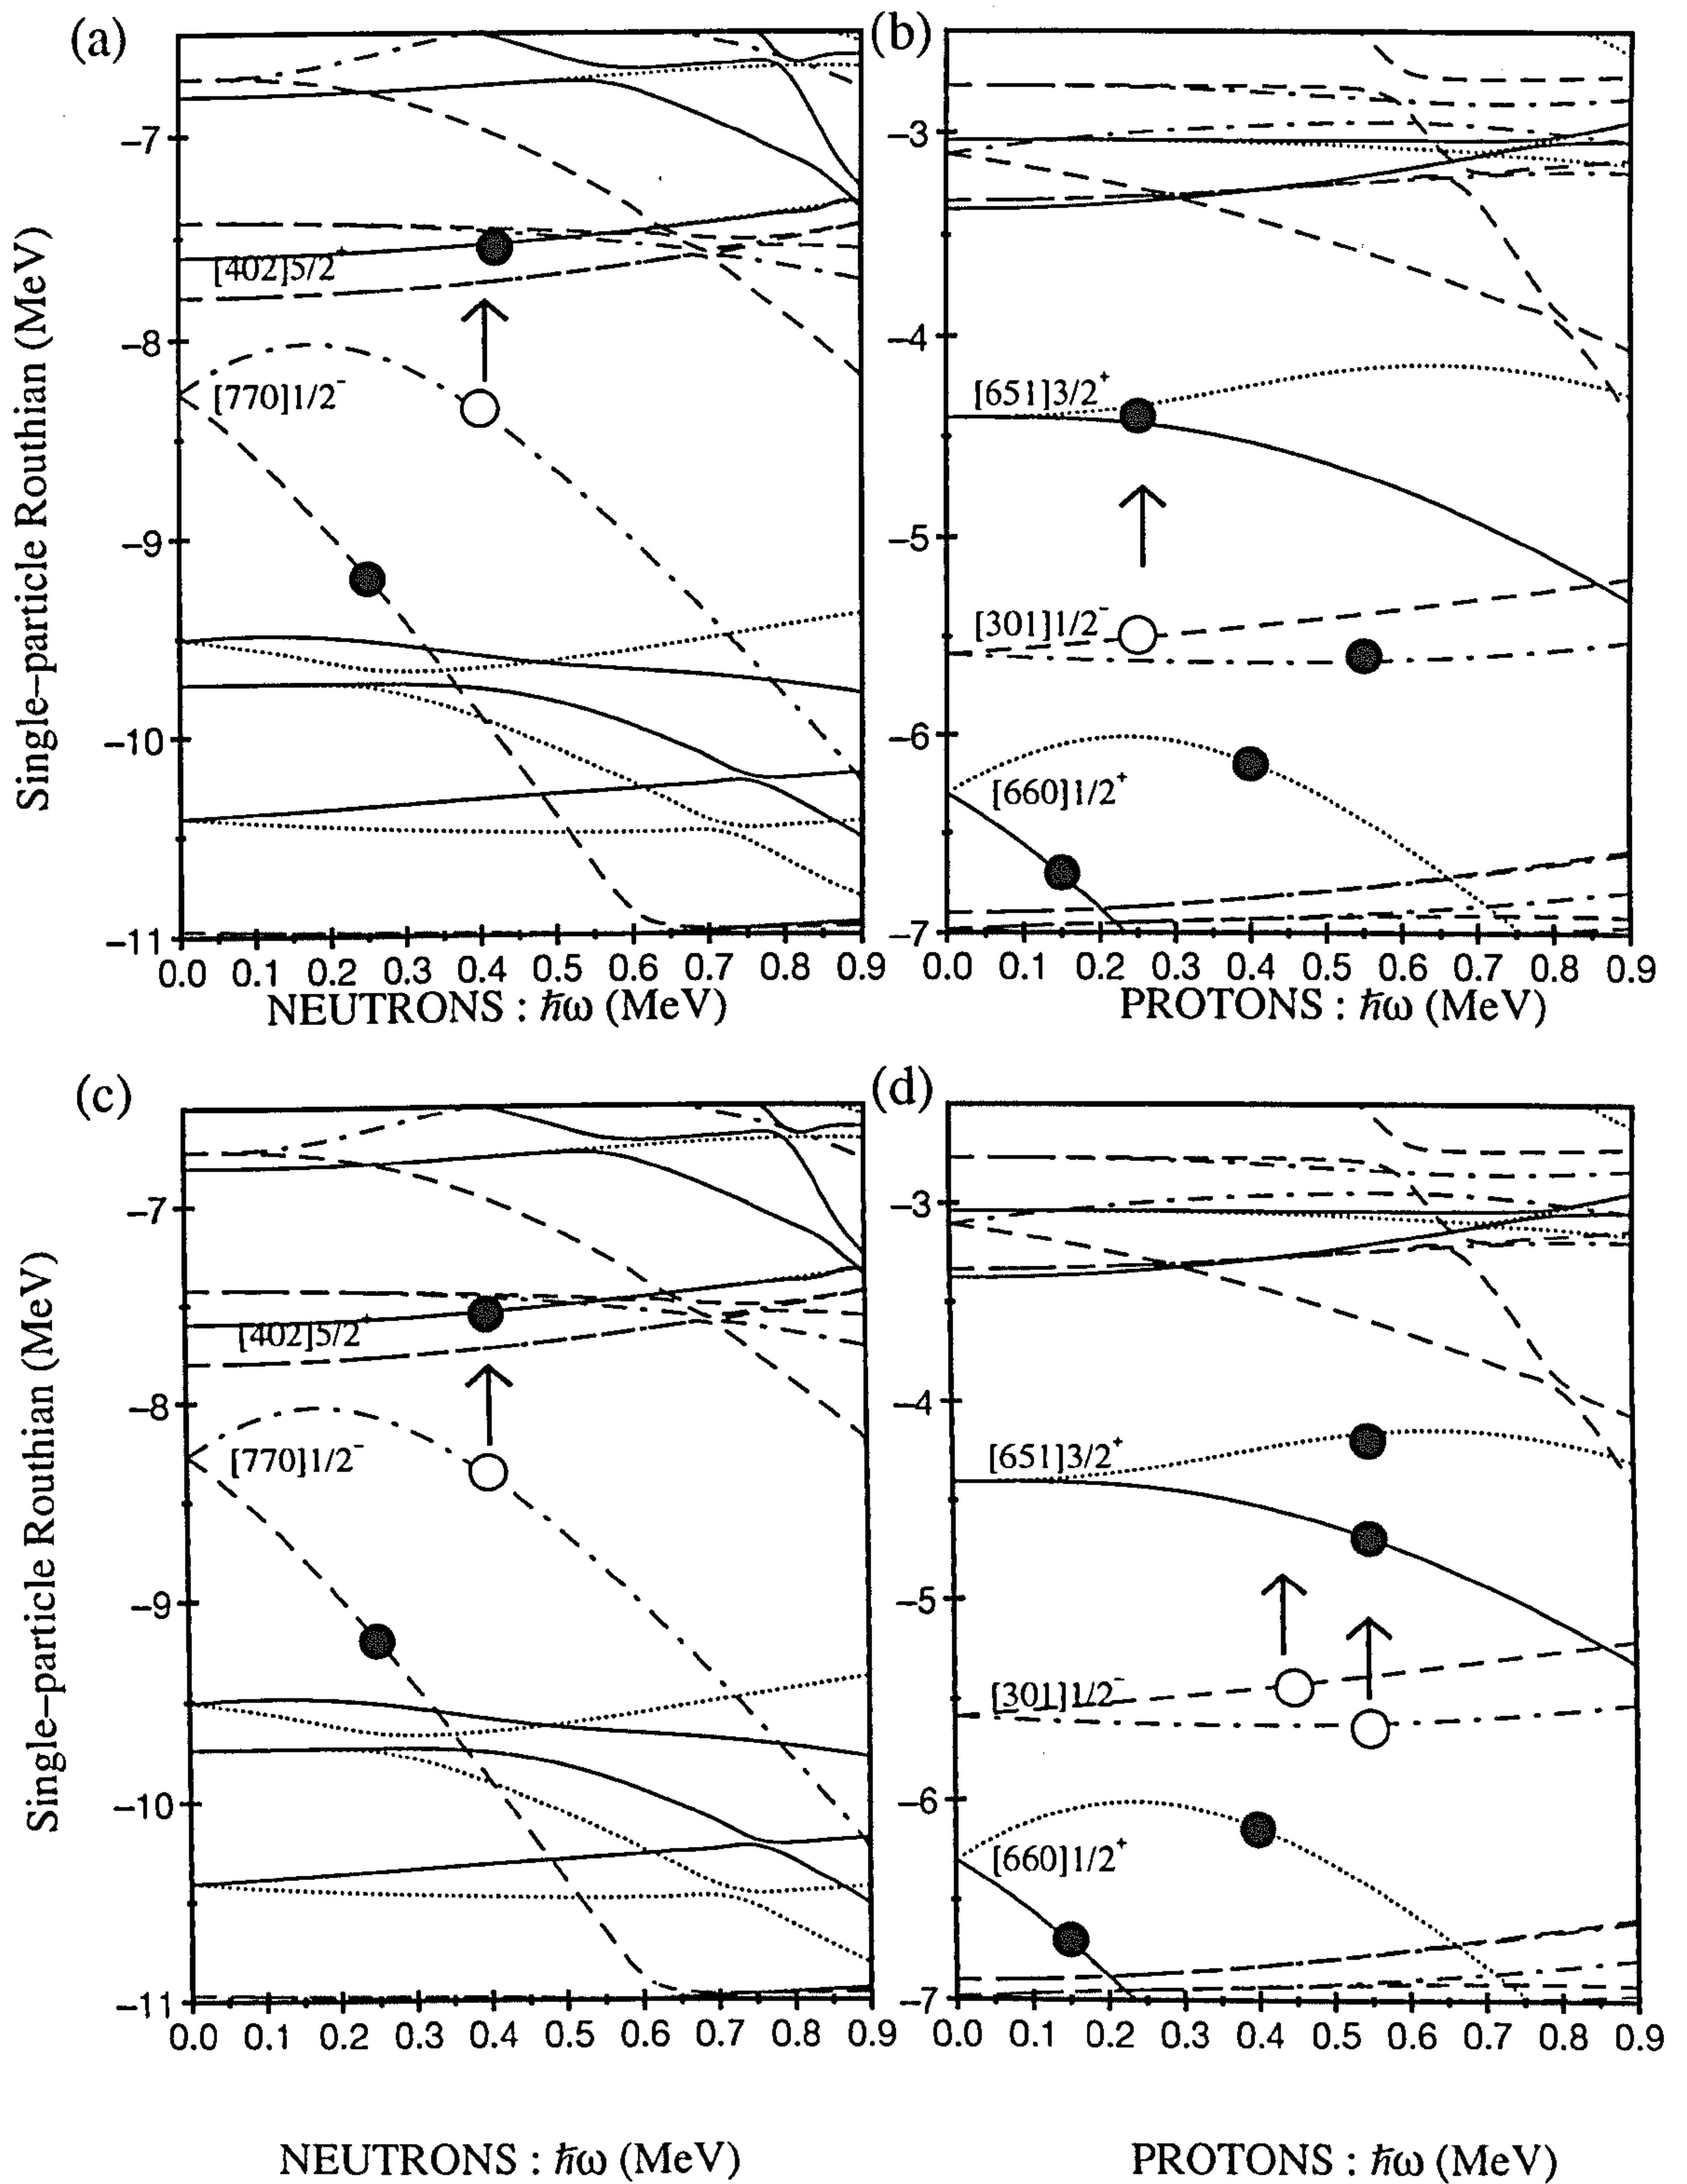 (a)
(b)
Single–particle Routhian (MeV)
–7
–8
–9
–10
–11
[402]5/2+
[770]1/2-
0.0 0.1 0.2 0.3 0.4 0.5 0.6 0.7 0.8 0.9
NEUTRONS : ℏω (MeV)
–3
–4
–5
–6
–7
[651]3/2+
[301]1/2-
[660]1/2+
0.0 0.1 0.2 0.3 0.4 0.5 0.6 0.7 0.8 0.9
PROTONS : ℏω (MeV)
(c)
(d)
Single–particle Routhian (MeV)
–7
–8
–9
–10
–11
[402]5/2+
[770]1/2-
0.0 0.1 0.2 0.3 0.4 0.5 0.6 0.7 0.8 0.9
NEUTRONS : ℏω (MeV)
–3
–4
–5
–6
–7
[651]3/2+
[301]1/2-
[660]1/2+
0.0 0.1 0.2 0.3 0.4 0.5 0.6 0.7 0.8 0.9
PROTONS : ℏω (MeV)